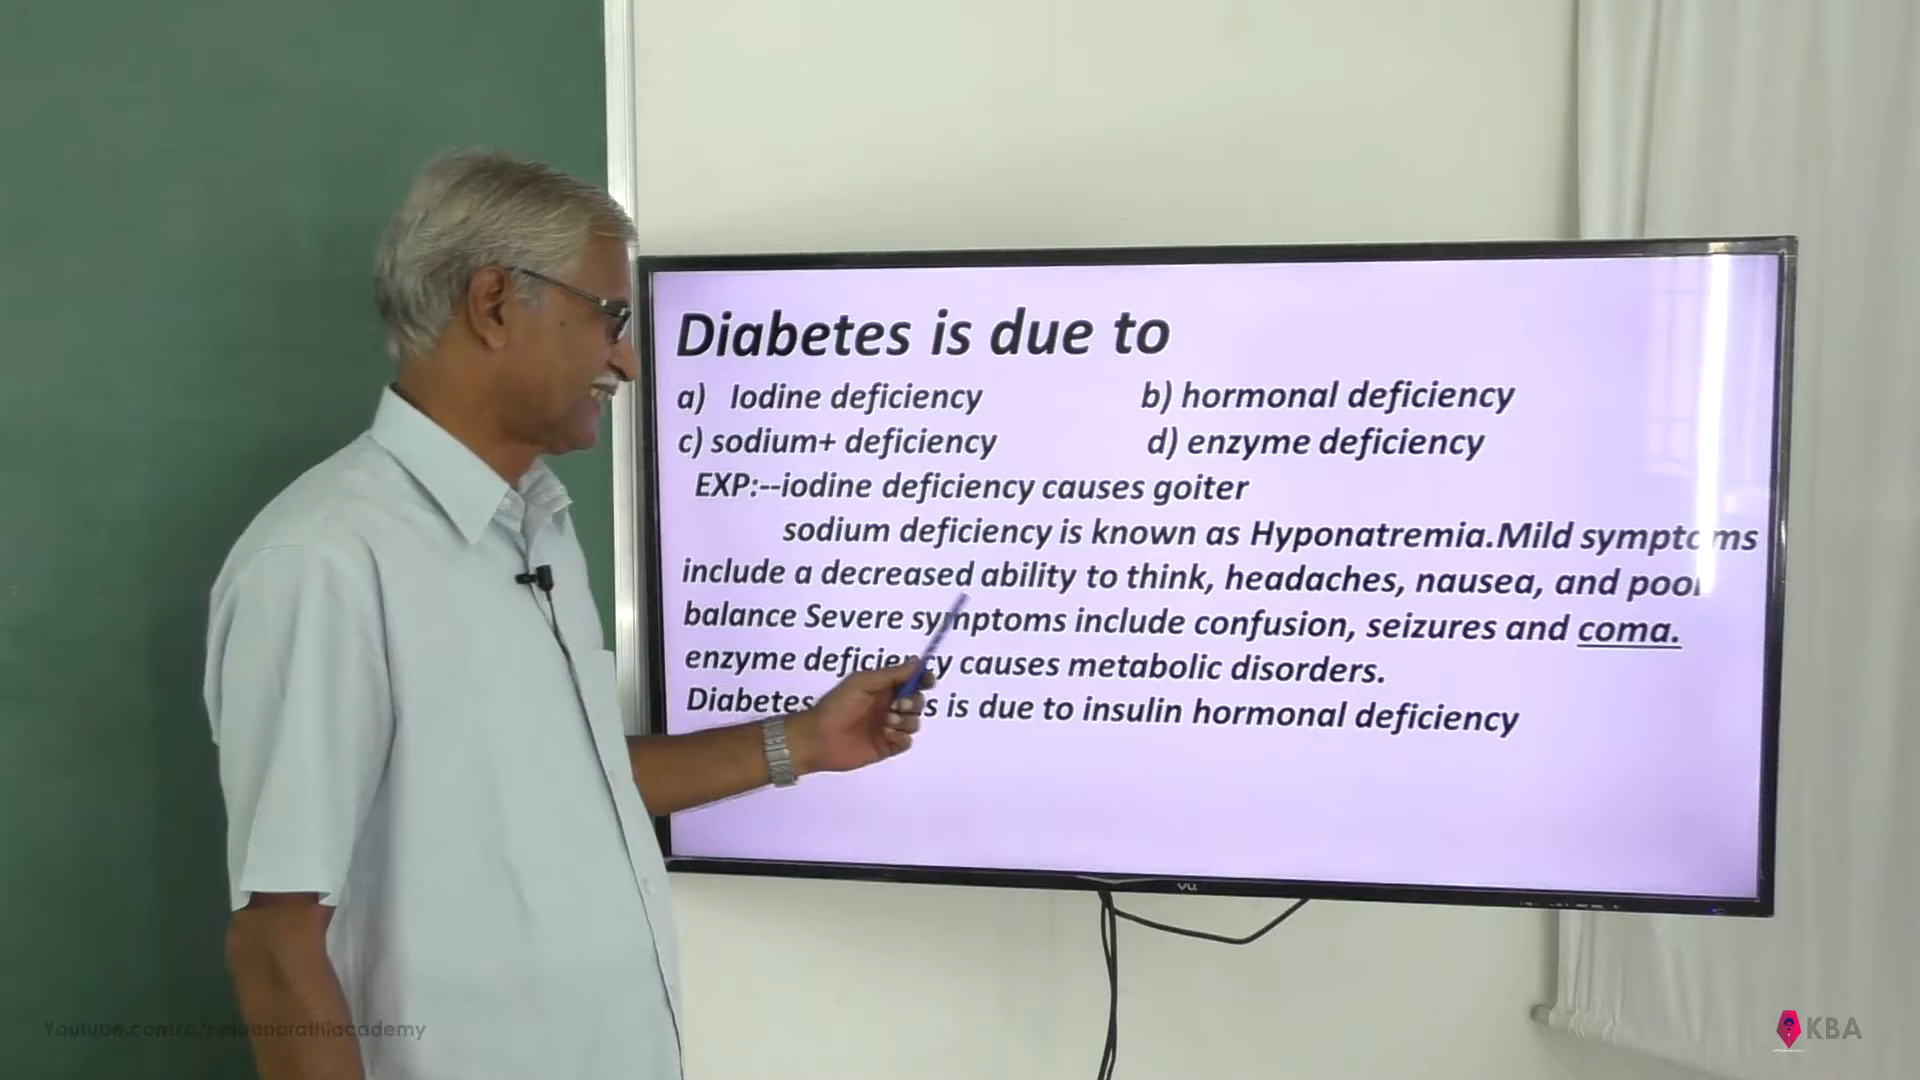 Diabetes is due to
a) Iodine deficiency b) hormonal deficiency
c) sodium+ deficiency d) enzyme deficiency
EXP:--iodine deficiency causes goiter
sodium deficiency is known as Hyponatremia.Mild symptoms
include a decreased ability to think, headaches, nausea, and poor
balance Severe symptoms include confusion, seizures and coma.
enzyme deficiency causes metabolic disorders.
Diabetes is due to insulin hormonal deficiency
vu
KBA